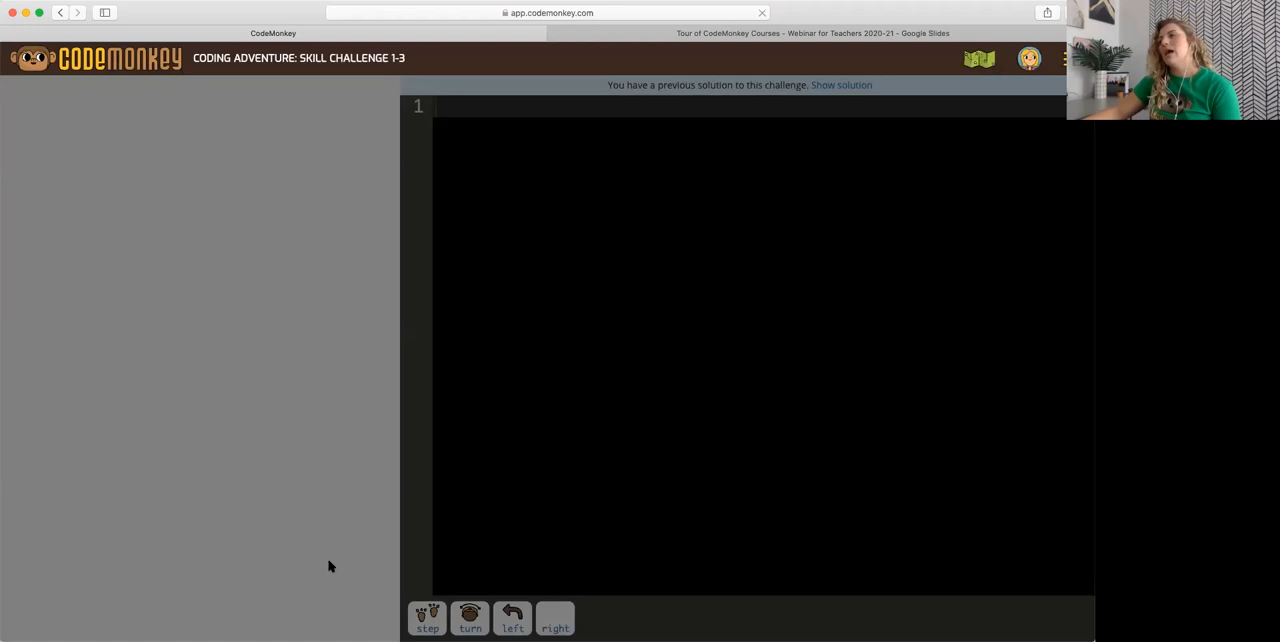 app.codemonkey.com
CodeMonkey
Tour of CodeMonkey Courses - Webinar for Teachers 2020-21 - Google Slides
CODEMONKEY
CODING ADVENTURE: SKILL CHALLENGE 1-3
You have a previous solution to this challenge. Show solution
1
step
turn
left
right